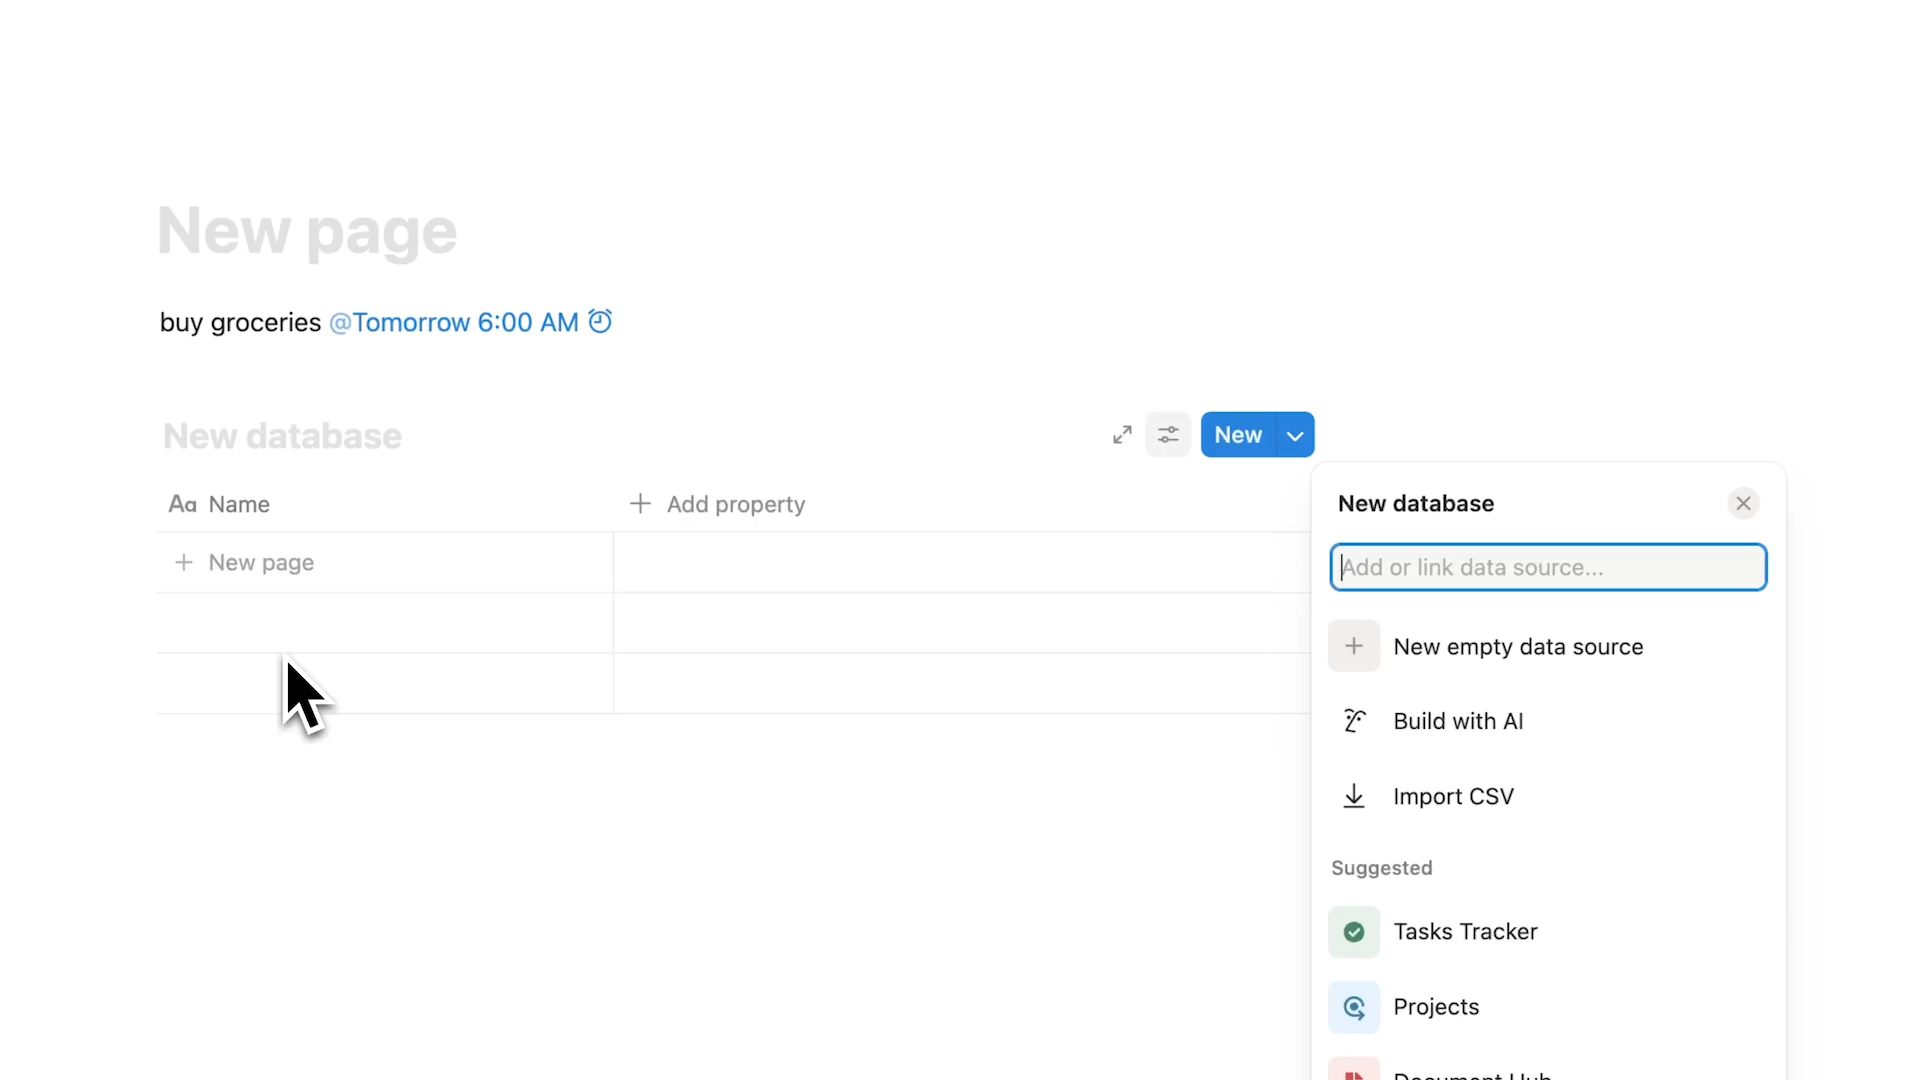 New page
buy groceries @Tomorrow 6:00 AM
New database
New
Aa Name
Add property
New page
New database
Add or link data source...
New empty data source
Build with AI
Import CSV
Suggested
Tasks Tracker
Projects
Document Hub